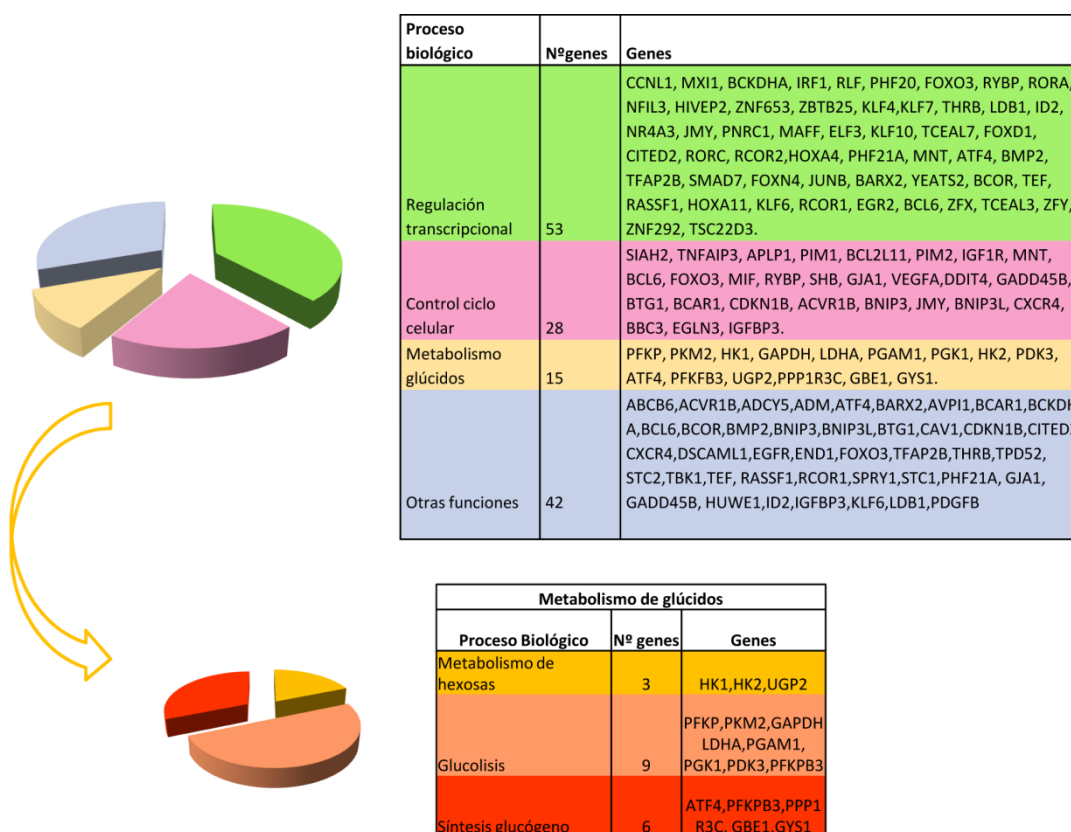 Proceso
biológico Nºgenes Genes
CCNL1, MXI1, BCKDHA, IRF1, RLF, PHF20, FOXO3, RYBP, RORA,
NFIL3, HIVEP2, ZNF653, ZBTB25, KLF4,KLF7, THRB, LDB1, ID2,
NR4A3, JMY, PNRC1, MAFF, ELF3, KLF10, TCEAL7, FOXD1,
CITED2, RORC, RCOR2,HOXA4, PHF21A, MNT, ATF4, BMP2,
TFAP2B, SMAD7, FOXN4, JUNB, BARX2, YEATS2, BCOR, TEF,
Regulación RASSF1, HOXA11, KLF6, RCOR1, EGR2, BCL6, ZFX, TCEAL3, ZFY,
transcripcional 53 ZNF292, TSC22D3.
SIAH2, TNFAIP3, APLP1, PIM1, BCL2L11, PIM2, IGF1R, MNT,
BCL6, FOXO3, MIF, RYBP, SHB, GJA1, VEGFA,DDIT4, GADD45B,
Control ciclo BTG1, BCAR1, CDKN1B, ACVR1B, BNIP3, JMY, BNIP3L, CXCR4,
celular 28 BBC3, EGLN3, IGFBP3.
Metabolismo PFKP, PKM2, HK1, GAPDH, LDHA, PGAM1, PGK1, HK2, PDK3,
glúcidos 15 ATF4, PFKFB3, UGP2,PPP1R3C, GBE1, GYS1.
ABCB6,ACVR1B,ADCY5,ADM,ATF4,BARX2,AVPI1,BCAR1,BCKDH
A,BCL6,BCOR,BMP2,BNIP3,BNIP3L,BTG1,CAV1,CDKN1B,CITED2
CXCR4,DSCAML1,EGFR,END1,FOXO3,TFAP2B,THRB,TPD52,
STC2,TBK1,TEF, RASSF1,RCOR1,SPRY1,STC1,PHF21A, GJA1,
Otras funciones 42 GADD45B, HUWE1,ID2,IGFBP3,KLF6,LDB1,PDGFB
Metabolismo de glúcidos
Proceso Biológico Nº genes Genes
Metabolismo de
hexosas 3 HK1,HK2,UGP2
PFKP,PKM2,GAPDH
LDHA,PGAM1,
Glucolisis 9 PGK1,PDK3,PFKPB3
ATF4,PFKPB3,PPP1
Síntesis glucógeno 6 R3C, GBE1,GYS1